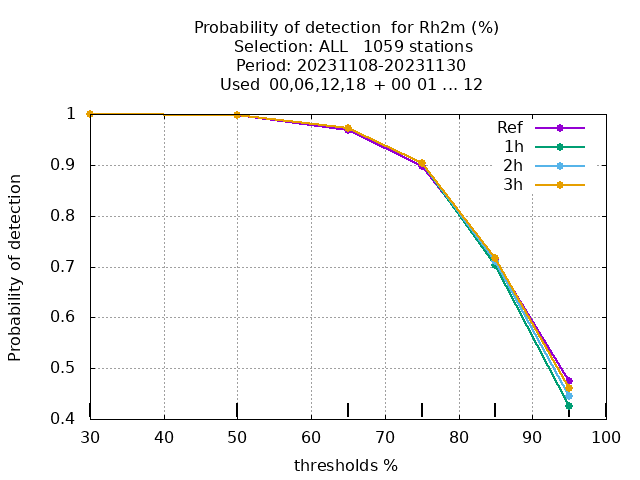 Probability of detection  for Rh2m (%)
Selection: ALL   1059 stations
Period: 20231108-20231130
Used  00,06,12,18  + 00 01 ... 12
Ref
1h
2h
3h
1
0.9
0.8
0.7
0.6
0.5
0.4
Probability of detection
30 40 50 60 70 80 90 100
thresholds %